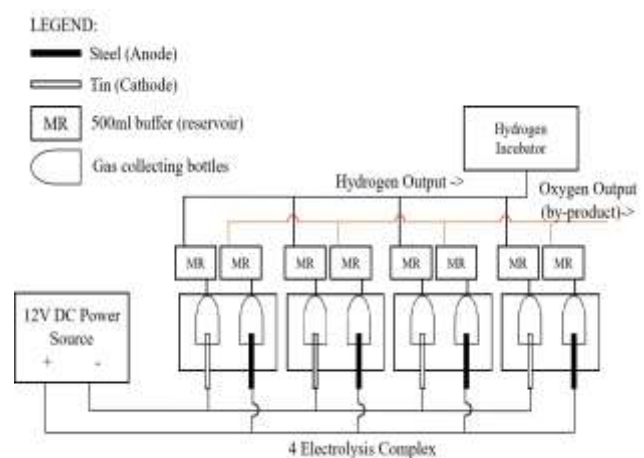 LEGEND:
Steel (Anode)
Tin (Cathode)
MR
500ml buffer (reservoir)
Gas collecting bottles
Hydrogen
Incubator
Hydrogen Output ->
Oxygen Output
(by-product)->
MR
MR
MR
MR
MR
MR
MR
MR
12V DC Power
Source
+
-
4 Electrolysis Complex